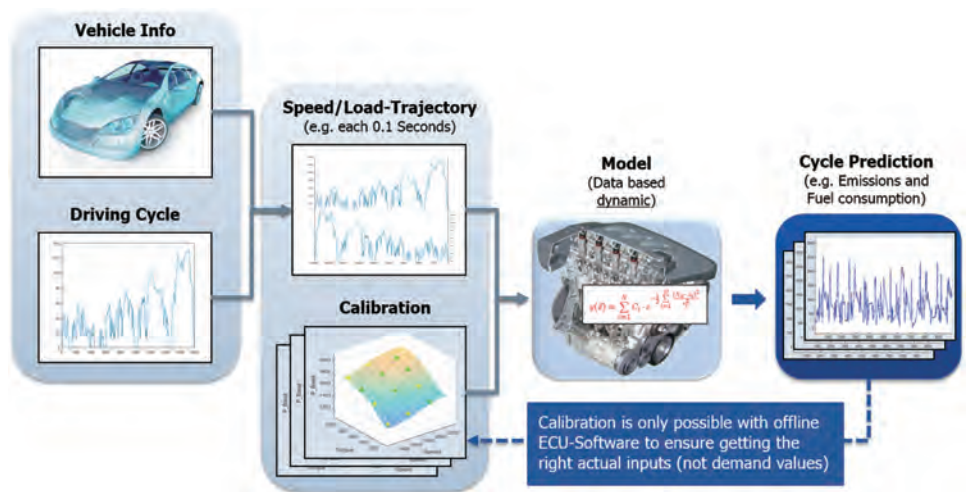 Vehicle Info
Driving Cycle
Speed/Load-Trajectory
(e.g. each 0.1 Seconds)
Calibration
Model
(Data based
dynamic)
Cycle Prediction
(e.g. Emissions and
Fuel consumption)
Calibration is only possible with offline
ECU-Software to ensure getting the
right actual inputs (not demand values)